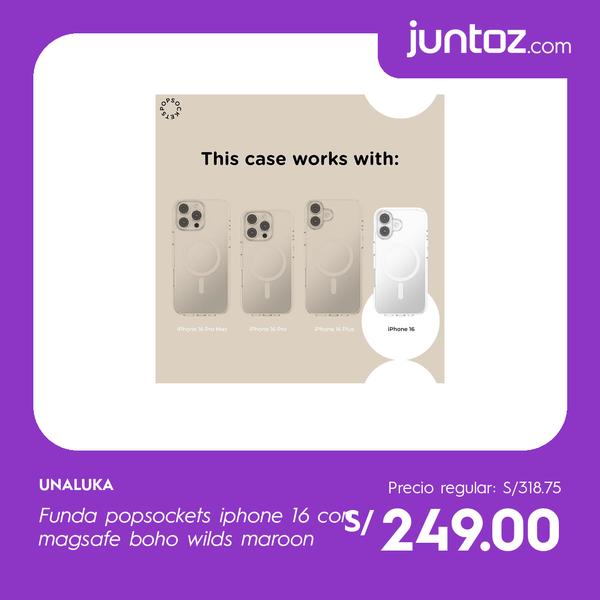 juntoz.com
POPSOCKETS
This case works with:
iPhone 16 Pro Max
iPhone 16 Pro
iPhone 16 Plus
iPhone 16
UNALUKA
Precio regular: S/318.75
Funda popsockets iphone 16 con
magsafe boho wilds maroon
S/ 249.00